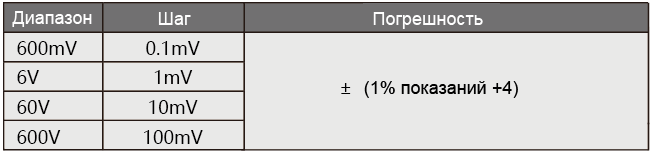 Диапазон Шаг Погрешность
600mV 0.1mV
6V 1mV
± (1% показаний +4)
60V 10mV
600V 100mV